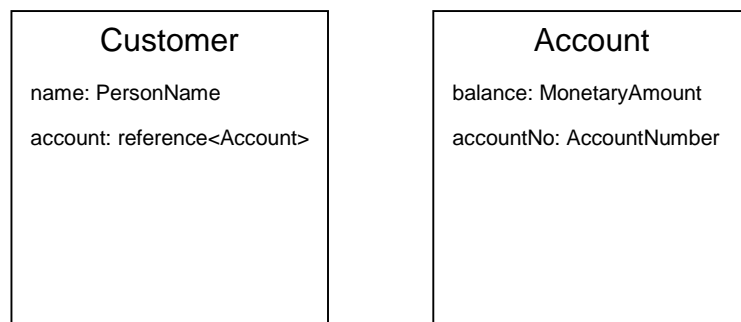 Customer
name: PersonName
account: reference<Account>
Account
balance: MonetaryAmount
accountNo: AccountNumber